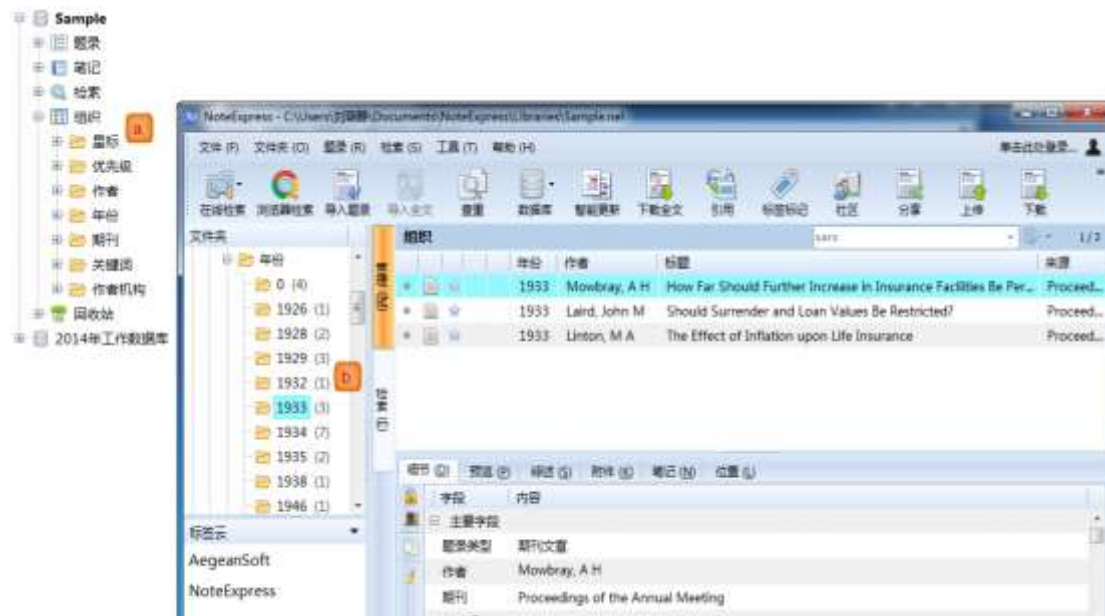 Sample
题录
笔记
检索
组织
a
星标
优先级
作者
年份
期刊
关键词
作者机构
回收站
2014年工作数据库
文件 (F) 文件夹 (O) 题录 (R) 检索 (S) 工具 (T) 帮助 (H) 单击此处登录...
在线检索 浏览器检索 导入题录 导入全文 查重 数据库 智能更新 下载全文 引用 标签标记 社区 分享 上传 下载
文件夹
年份
0 (4)
1926 (1)
1928 (2)
1929 (3)
1932 (1)
b
1933 (3)
1934 (7)
1935 (2)
1938 (1)
1946 (1)
标签云
AegeanSoft
NoteExpress
组织
年份 作者 标题 来源
1933 Mowbray, A H How Far Should Further Increase in Insurance Facilities Be Per... Proceed...
1933 Laird, John M Should Surrender and Loan Values Be Restricted? Proceed...
1933 Linton, M A The Effect of Inflation upon Life Insurance Proceed...
细节 (D) 预览 (P) 综述 (S) 附件 (K) 笔记 (N) 位置 (L)
字段 内容
主要字段
题录类型 期刊文章
作者 Mowbray, A H
期刊 Proceedings of the Annual Meeting